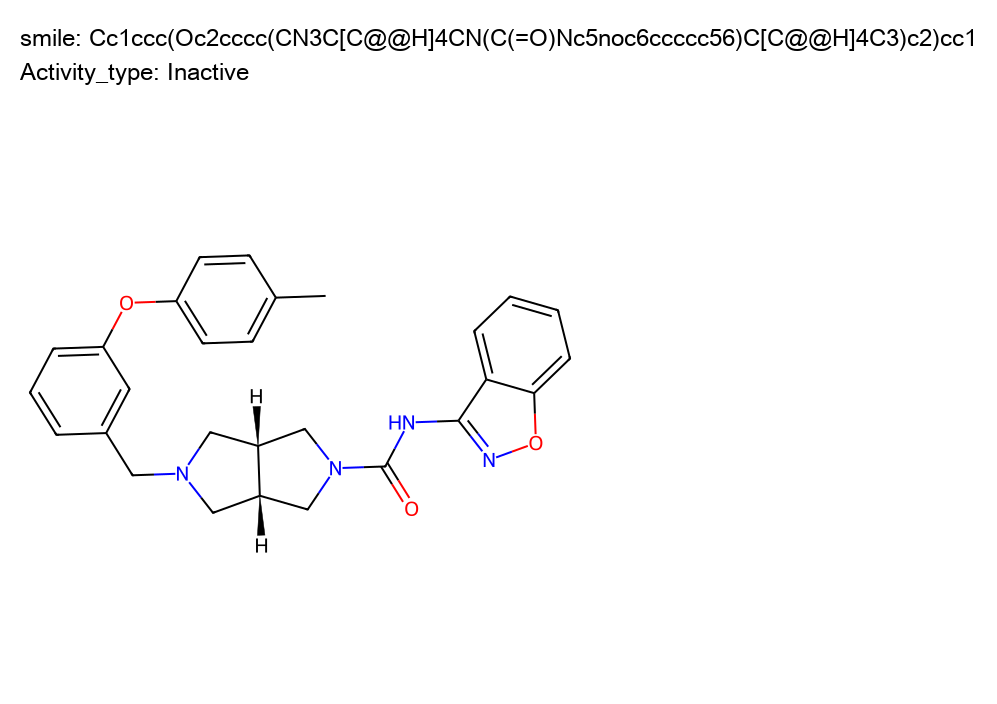 smile: Cc1ccc(Oc2cccc(CN3C[C@@H]4CN(C(=O)Nc5noc6ccccc56)C[C@@H]4C3)c2)cc1
Activity_type: Inactive
O
H
HN
N
N
N
O
O
H